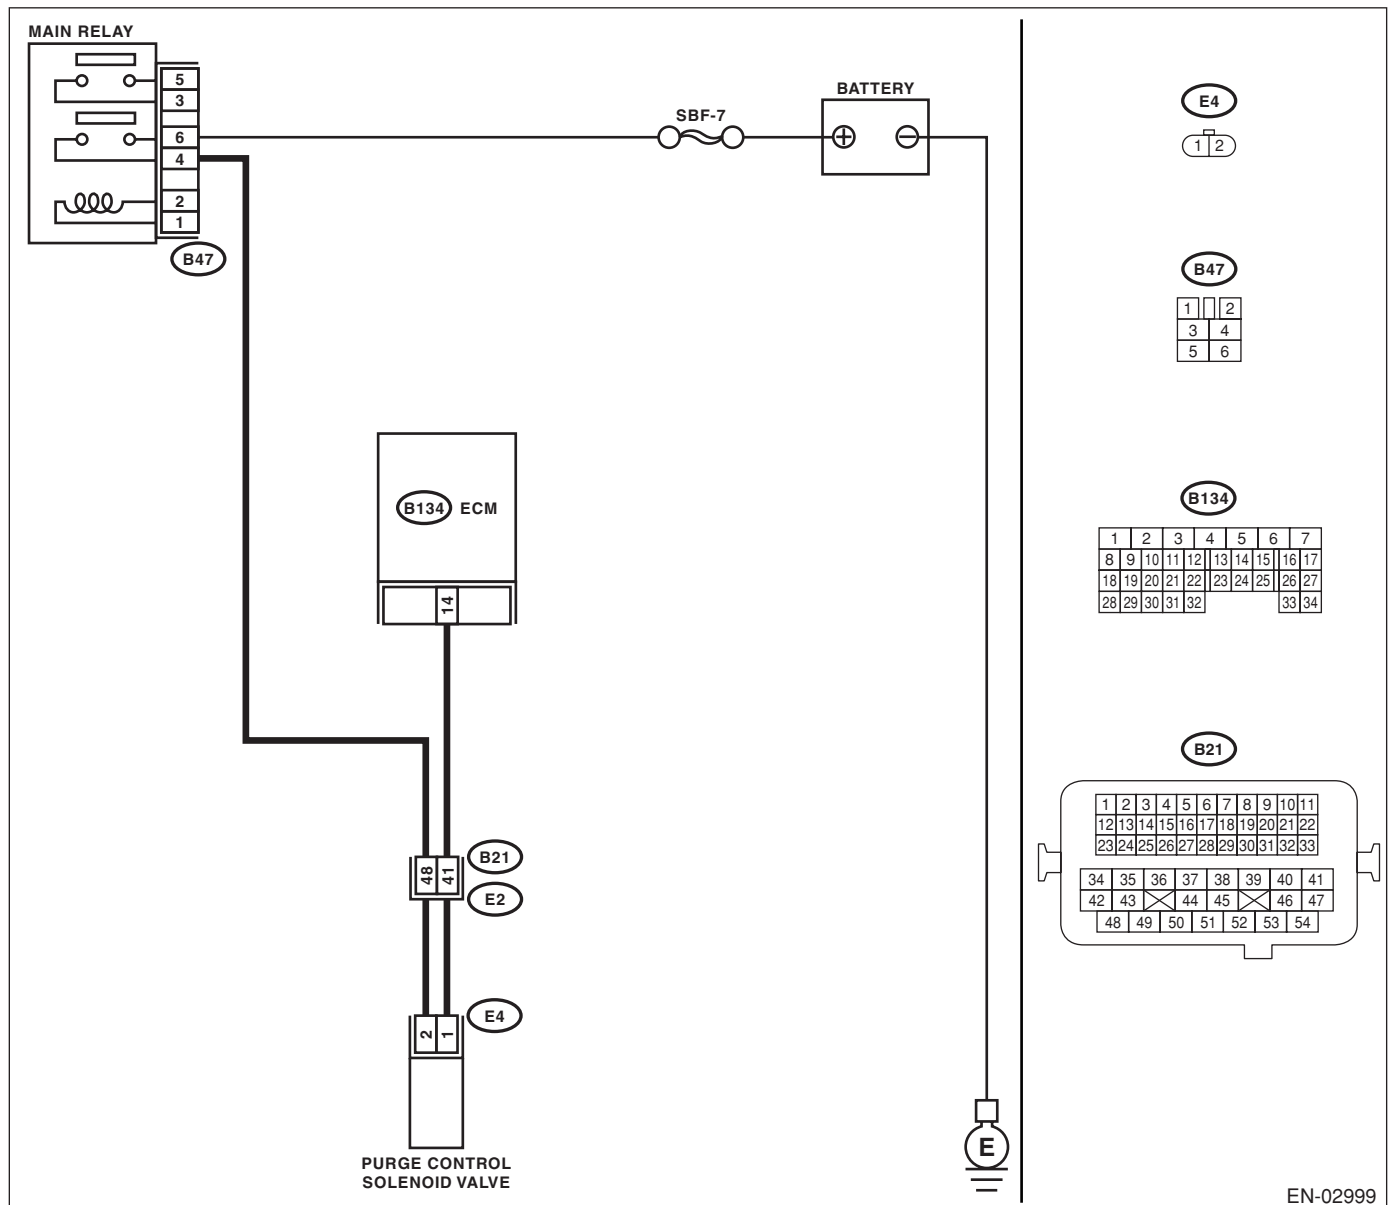 MAIN RELAY
5
3
6
4
2
1
B47
SBF-7
BATTERY
+ −
B134 ECM
14
48 41
B21
E2
2 1
E4
PURGE CONTROL
SOLENOID VALVE
E
E4
1 2
B47
1 2
3 4
5 6
B134
1 2 3 4 5 6 7
8 9 10 11 12 13 14 15 16 17
18 19 20 21 22 23 24 25 26 27
28 29 30 31 32 33 34
B21
1 2 3 4 5 6 7 8 9 10 11
12 13 14 15 16 17 18 19 20 21 22
23 24 25 26 27 28 29 30 31 32 33
34 35 36 37 38 39 40 41
42 43 44 45 46 47
48 49 50 51 52 53 54
EN-02999